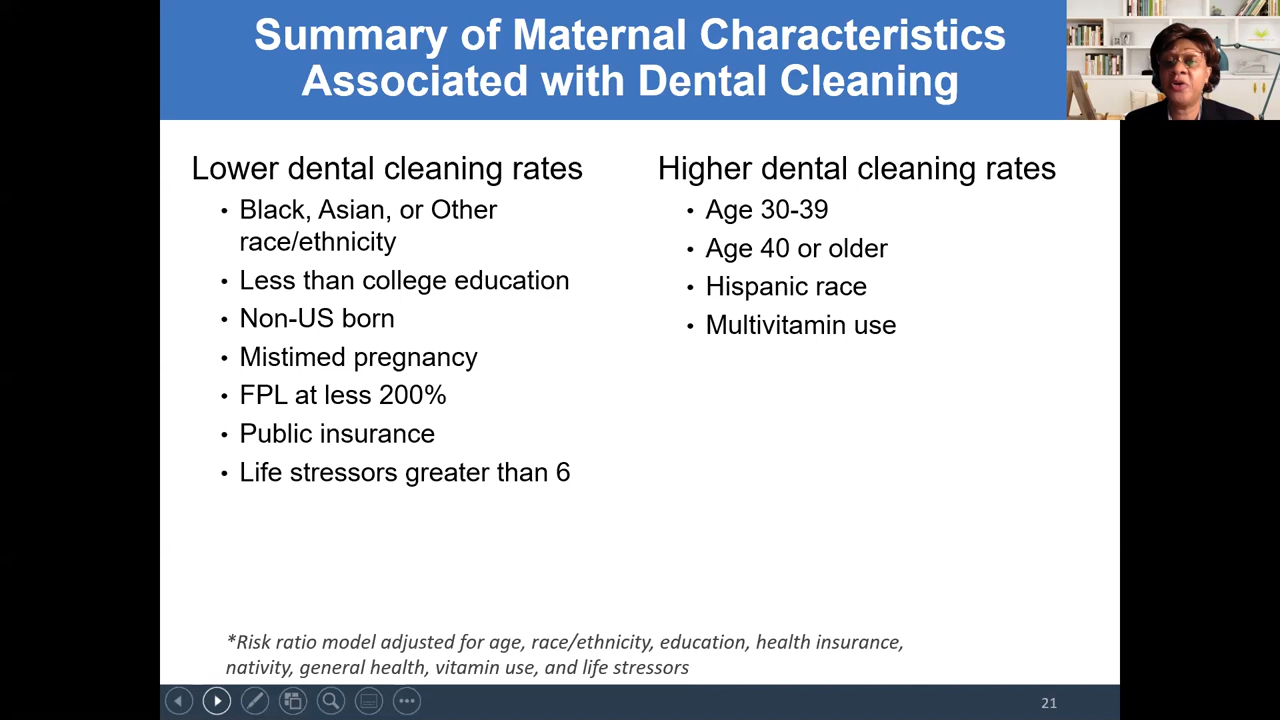 Summary of Maternal Characteristics
Associated with Dental Cleaning
Lower dental cleaning rates
• Black, Asian, or Other
race/ethnicity
• Less than college education
• Non-US born
• Mistimed pregnancy
• FPL at less 200%
• Public insurance
• Life stressors greater than 6
Higher dental cleaning rates
• Age 30-39
• Age 40 or older
• Hispanic race
• Multivitamin use
*Risk ratio model adjusted for age, race/ethnicity, education, health insurance,
nativity, general health, vitamin use, and life stressors
21